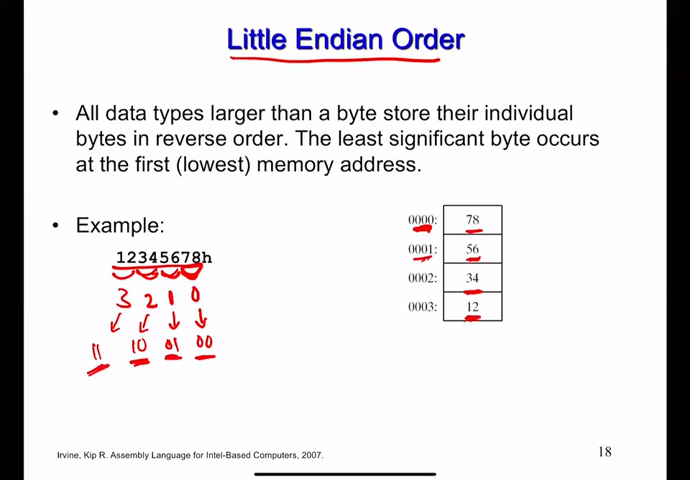 Little Endian Order
• All data types larger than a byte store their individual
bytes in reverse order. The least significant byte occurs
at the first (lowest) memory address.
• Example:
12345678h
3 2 1 0
11 10 01 00
0000: 78
0001: 56
0002: 34
0003: 12
Irvine, Kip R. Assembly Language for Intel-Based Computers, 2007.
18